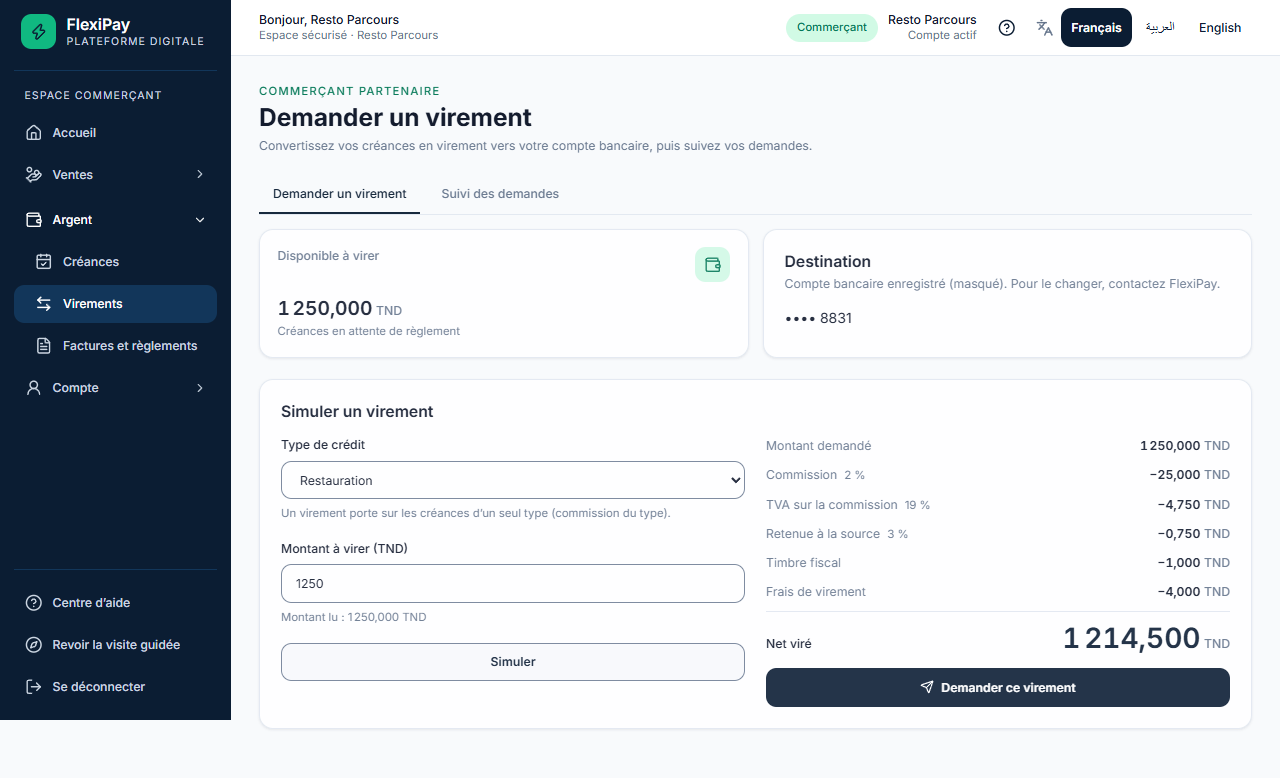 FlexiPay
PLATEFORME DIGITALE
ESPACE COMMERÇANT
Accueil
Ventes
Argent
Créances
Virements
Factures et règlements
Compte
Centre d'aide
Revoir la visite guidée
Se déconnecter
Bonjour, Resto Parcours
Espace sécurisé · Resto Parcours
Commerçant
Resto Parcours
Compte actif
Français
العربية
English
COMMERÇANT PARTENAIRE
Demander un virement
Convertissez vos créances en virement vers votre compte bancaire, puis suivez vos demandes.
Demander un virement
Suivi des demandes
Disponible à virer
1 250,000 TND
Créances en attente de règlement
Destination
Compte bancaire enregistré (masqué). Pour le changer, contactez FlexiPay.
•••• 8831
Simuler un virement
Type de crédit
Restauration
Un virement porte sur les créances d'un seul type (commission du type).
Montant à virer (TND)
1250
Montant lu : 1 250,000 TND
Simuler
Montant demandé 1 250,000 TND
Commission 2 % −25,000 TND
TVA sur la commission 19 % −4,750 TND
Retenue à la source 3 % −0,750 TND
Timbre fiscal −1,000 TND
Frais de virement −4,000 TND
Net viré 1 214,500 TND
Demander ce virement